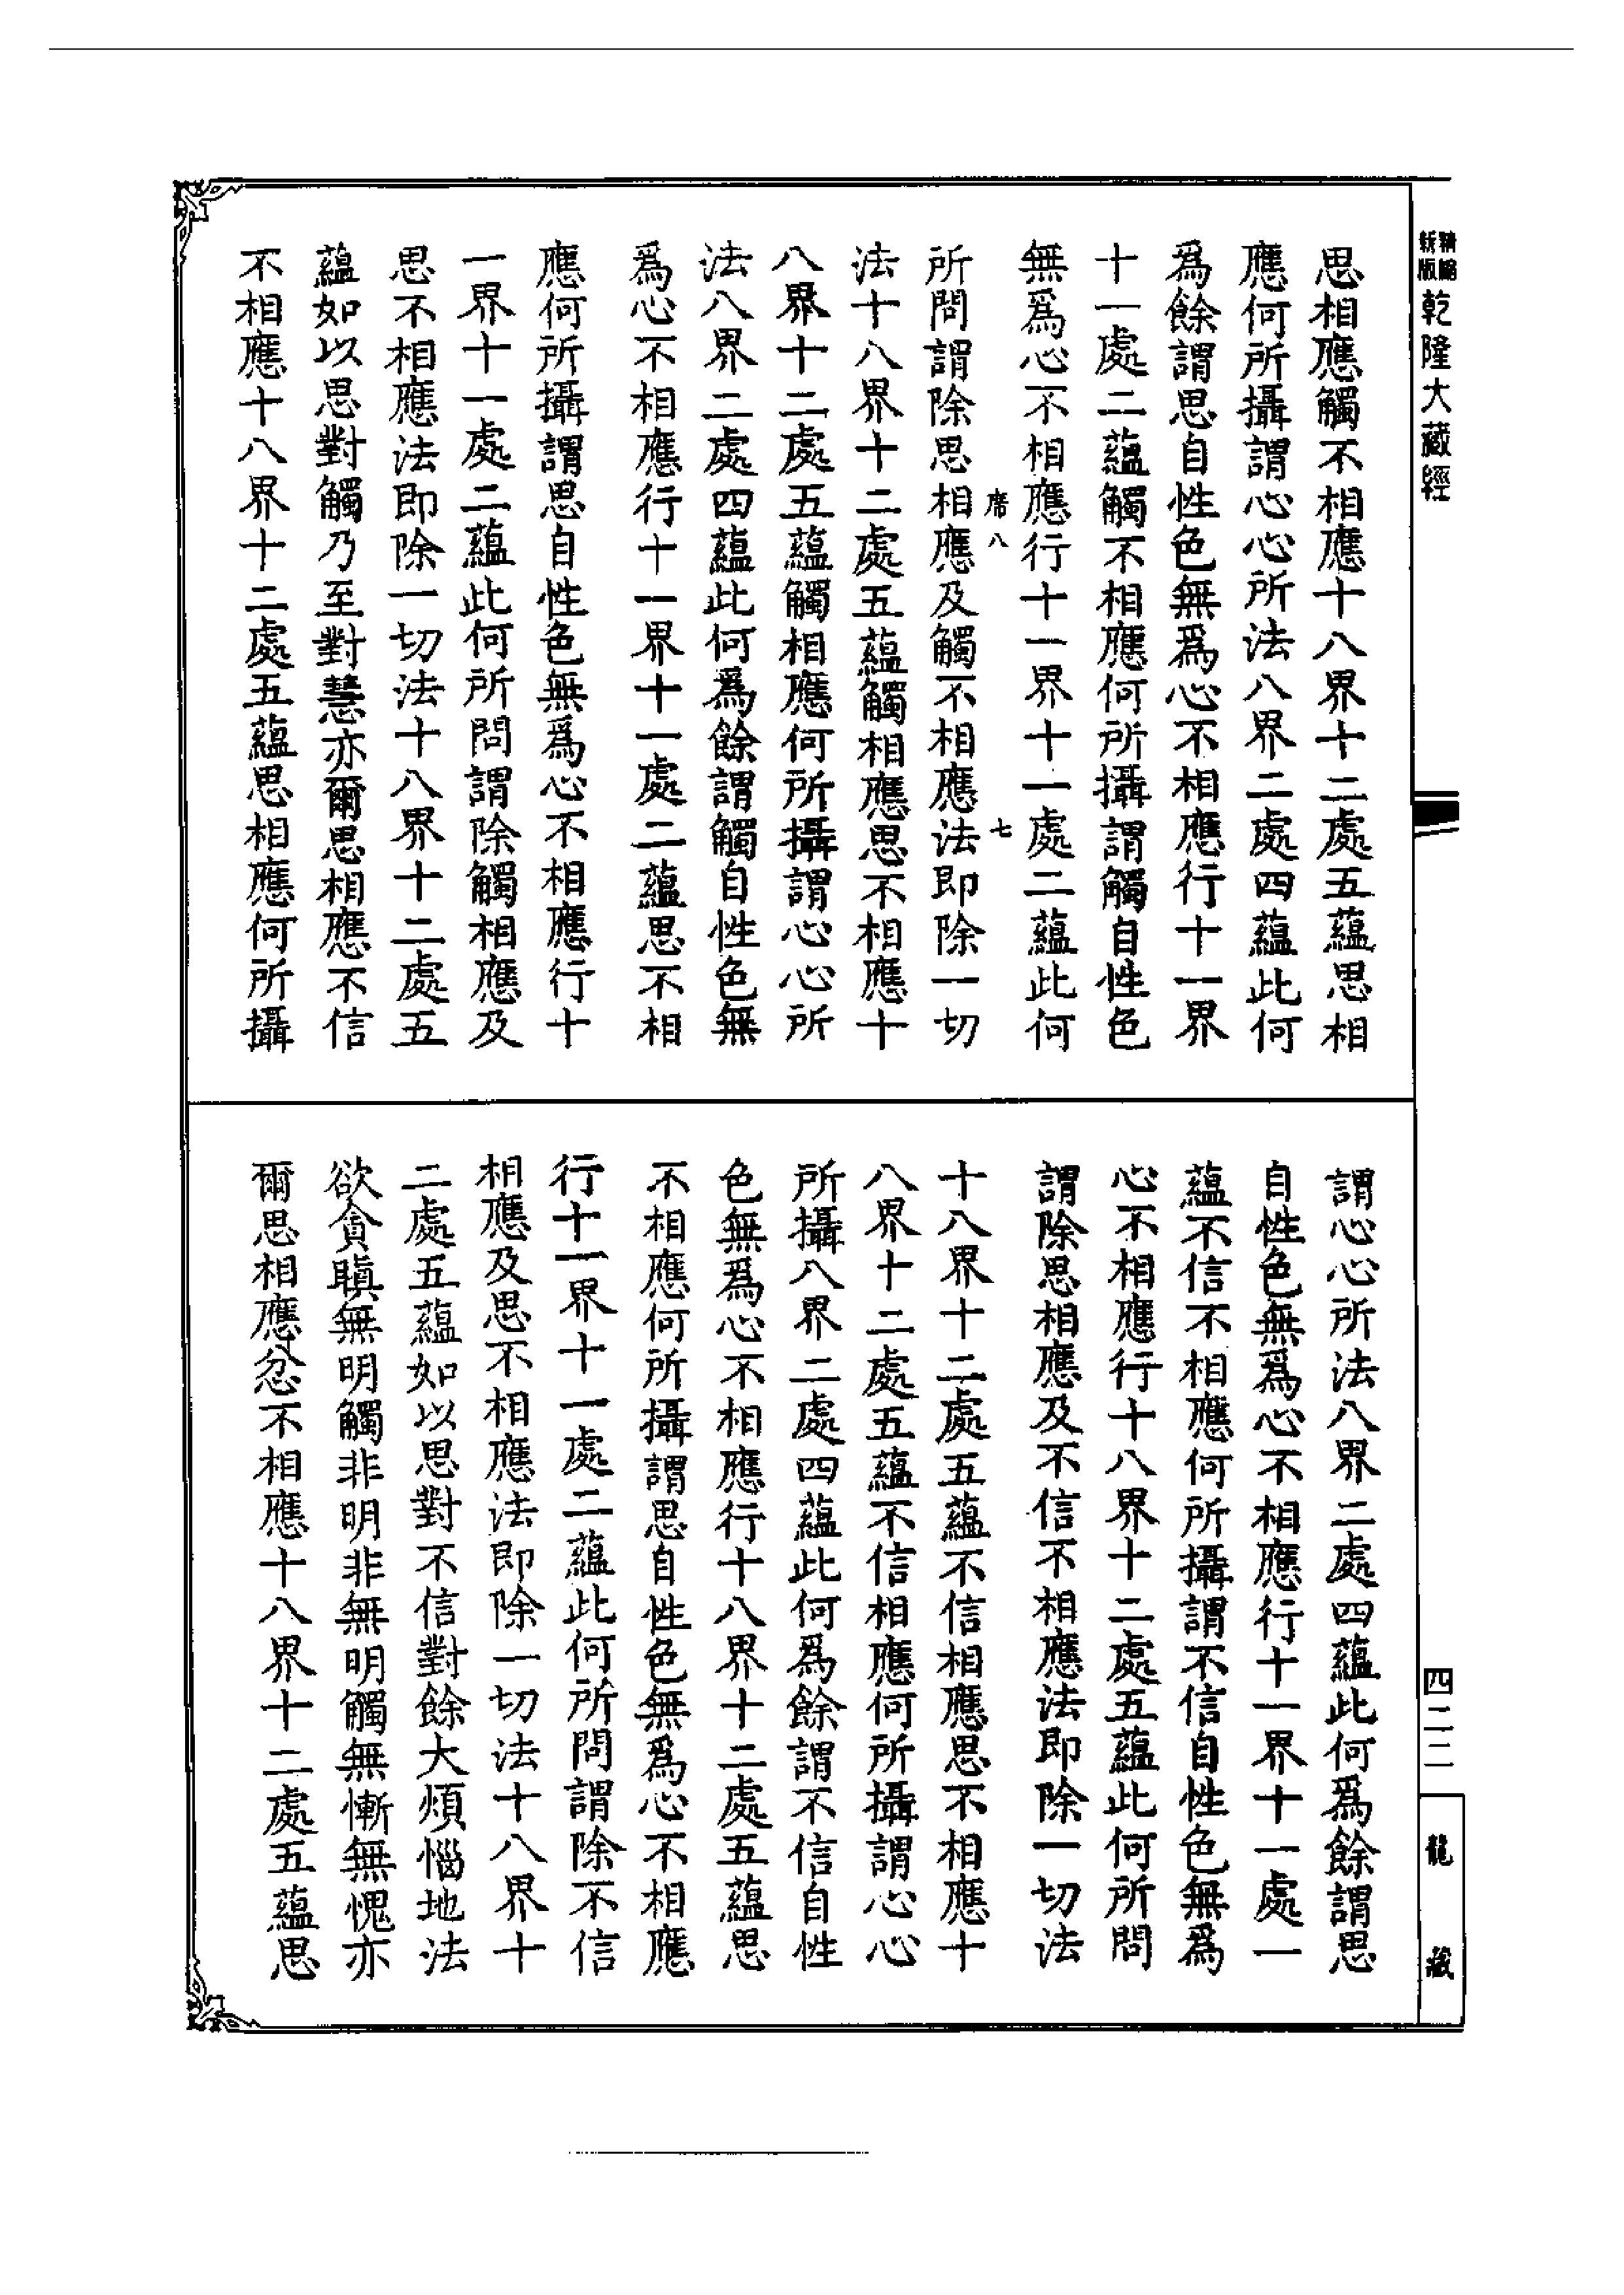 新版精縮乾隆大藏經
思相應觸不相應十八界十二處五蘊思相
應何所攝謂心心所法八界二處四蘊此何
爲餘謂思自性色無爲心不相應行十一界
十一處二蘊觸不相應何所攝謂觸自性色
無爲心不相應行十一界十一處二蘊此何
席八
七
所問謂除思相應及觸不相應法即除一切
法十八界十二處五蘊觸相應思不相應十
八界十二處五蘊觸相應何所攝謂心心所
法八界二處四蘊此何爲餘謂觸自性色無
爲心不相應行十一界十一處二蘊思不相
應何所攝謂思自性色無爲心不相應行十
一界十一處二蘊此何所問謂除觸相應及
思不相應法即除一切法十八界十二處五
蘊如以思對觸乃至對慧亦爾思相應不信
不相應十八界十二處五蘊思相應何所攝
謂心心所法八界二處四蘊此何爲餘謂思
自性色無爲心不相應行十一界十一處一
蘊不信不相應何所攝謂不信自性色無爲
心不相應行十八界十二處五蘊此何所問
謂除思相應及不信不相應法即除一切法
十八界十二處五蘊不信相應思不相應十
八界十二處五蘊不信相應何所攝謂心心
所攝八界二處四蘊此何爲餘謂不信自性
色無爲心不相應行十八界十二處五蘊思
不相應何所攝謂思自性色無爲心不相應
行十一界十一處二蘊此何所問謂除不信
相應及思不相應法即除一切法十八界十
二處五蘊如以思對不信對餘大煩惱地法
欲貪瞋無明觸非明非無明觸無慚無愧亦
爾思相應忿不相應十八界十二處五蘊思
四二二
龍藏